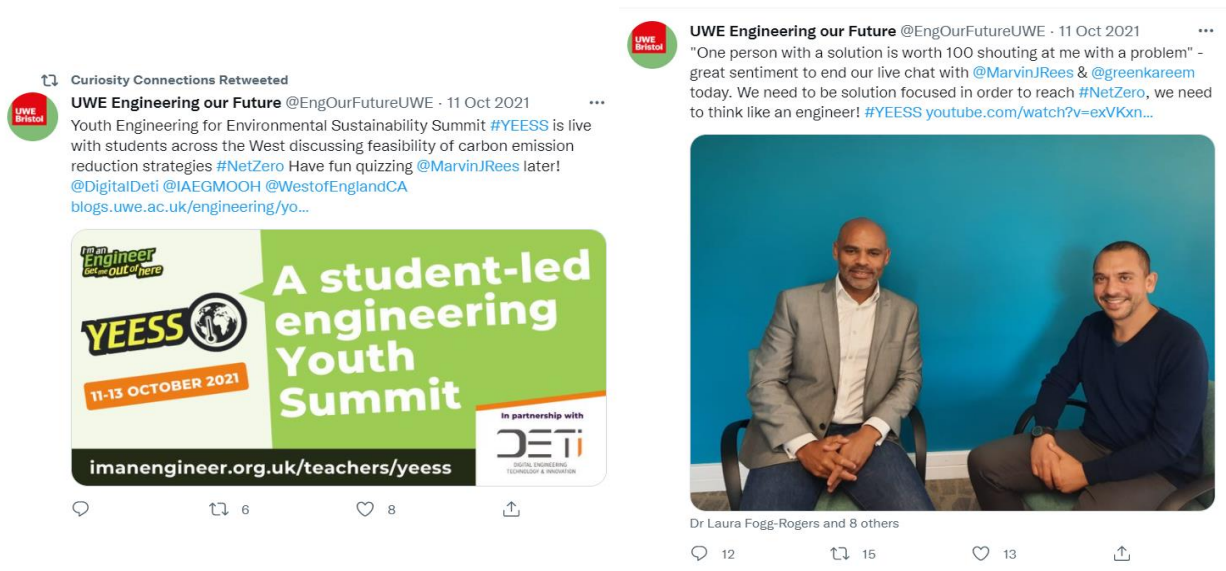 Curiosity Connections Retweeted
UWE Bristol
UWE Engineering our Future @EngOurFutureUWE · 11 Oct 2021
Youth Engineering for Environmental Sustainability Summit #YEESS is live
with students across the West discussing feasibility of carbon emission
reduction strategies #NetZero Have fun quizzing @MarvinJRees later!
@DigitalDeti @IAEGMOOH @WestofEnglandCA
blogs.uwe.ac.uk/engineering/yo...
I'm an
Engineer
Get me OUT of here
YEESS
11-13 OCTOBER 2021
A student-led
engineering
Youth
Summit
In partnership with
DETi
DIGITAL ENGINEERING
TECHNOLOGY & INNOVATION
imanengineer.org.uk/teachers/yeess
6
8
UWE
Bristol
UWE Engineering our Future @EngOurFutureUWE · 11 Oct 2021
"One person with a solution is worth 100 shouting at me with a problem" -
great sentiment to end our live chat with @MarvinJRees & @greenkareem
today. We need to be solution focused in order to reach #NetZero, we need
to think like an engineer! #YEESS youtube.com/watch?v=exVKxn...
Dr Laura Fogg-Rogers and 8 others
12
15
13